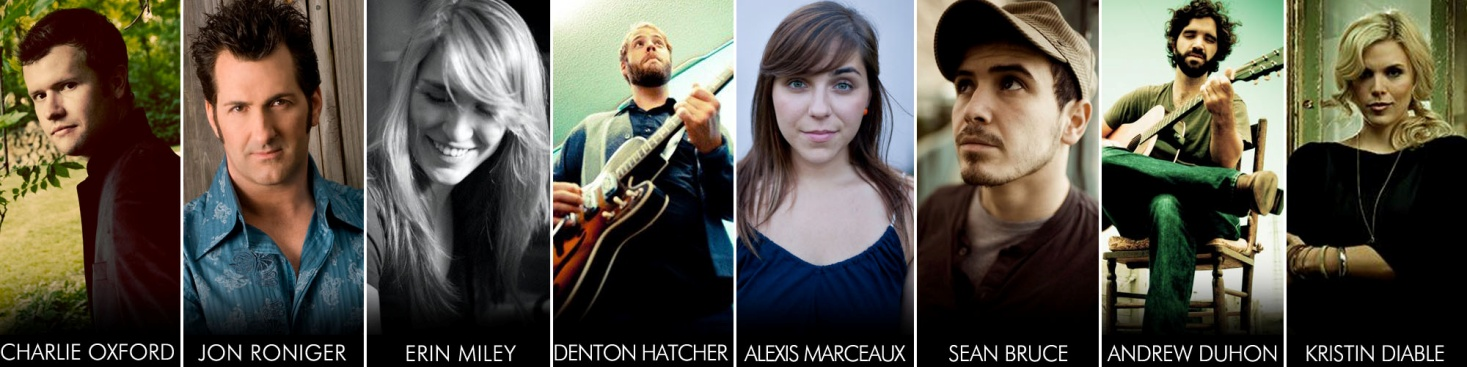 CHARLIE OXFORD
JON RONIGER
ERIN MILEY
DENTON HATCHER
ALEXIS MARCEAUX
SEAN BRUCE
ANDREW DUHON
KRISTIN DIABLE